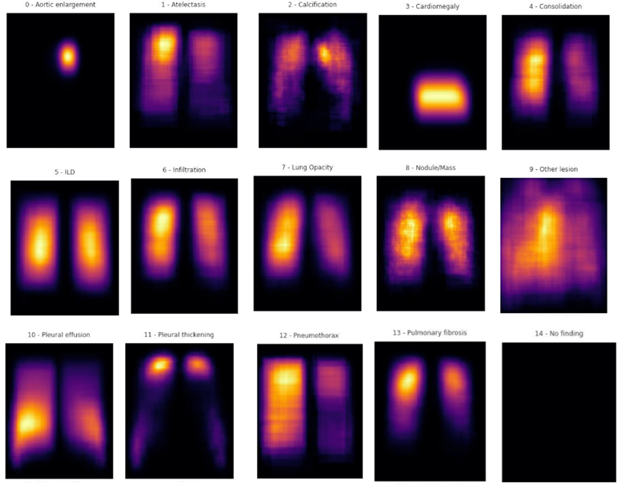 0 - Aortic enlargement
1 - Atelectasis
2 - Calcification
3 - Cardiomegaly
4 - Consolidation
5 - ILD
6 - Infiltration
7 - Lung Opacity
8 - Nodule/Mass
9 - Other lesion
10 - Pleural effusion
11 - Pleural thickening
12 - Pneumothorax
13 - Pulmonary fibrosis
14 - No finding